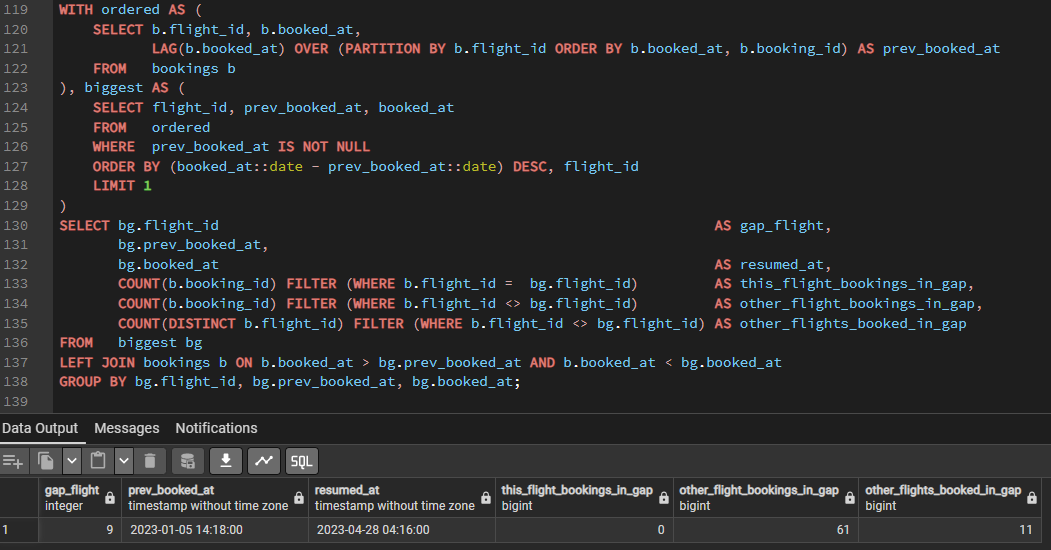 119 WITH ordered AS (
120     SELECT b.flight_id, b.booked_at,
121            LAG(b.booked_at) OVER (PARTITION BY b.flight_id ORDER BY b.booked_at, b.booking_id) AS prev_booked_at
122     FROM   bookings b
123 ), biggest AS (
124     SELECT flight_id, prev_booked_at, booked_at
125     FROM   ordered
126     WHERE  prev_booked_at IS NOT NULL
127     ORDER BY (booked_at::date - prev_booked_at::date) DESC, flight_id
128     LIMIT 1
129 )
130 SELECT bg.flight_id                                                AS gap_flight,
131        bg.prev_booked_at,
132        bg.booked_at                                                AS resumed_at,
133        COUNT(b.booking_id) FILTER (WHERE b.flight_id =  bg.flight_id)         AS this_flight_bookings_in_gap,
134        COUNT(b.booking_id) FILTER (WHERE b.flight_id <> bg.flight_id)         AS other_flight_bookings_in_gap,
135        COUNT(DISTINCT b.flight_id) FILTER (WHERE b.flight_id <> bg.flight_id) AS other_flights_booked_in_gap
136 FROM   biggest bg
137 LEFT JOIN bookings b ON b.booked_at > bg.prev_booked_at AND b.booked_at < bg.booked_at
138 GROUP BY bg.flight_id, bg.prev_booked_at, bg.booked_at;
139
Data Output Messages Notifications
SQL
gap_flight prev_booked_at resumed_at this_flight_bookings_in_gap other_flight_bookings_in_gap other_flights_booked_in_gap
integer timestamp without time zone timestamp without time zone bigint bigint bigint
1 9 2023-01-05 14:18:00 2023-04-28 04:16:00 0 61 11